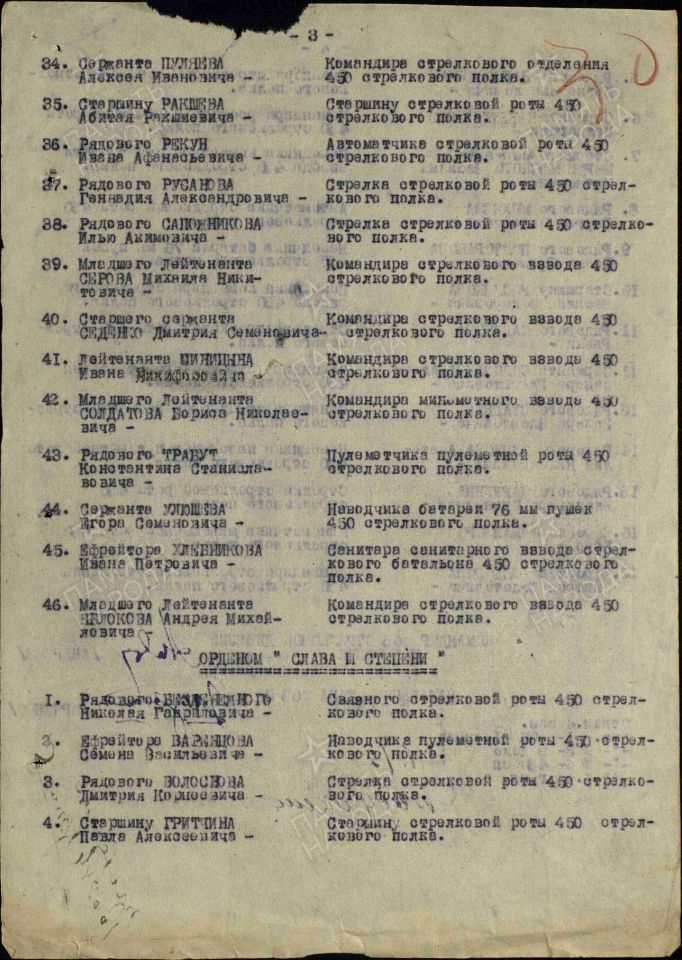 - 3 -
34. Сержанта ПУЛЯЕВА Командира стрелкового отделения
Алексея Ивановича - 450 стрелкового полка.
35. Старшину РАКШЕВА Старшину стрелковой роты 450
Абитая Ракшиевича - стрелкового полка.
36. Рядового РЕКУН Автоматчика стрелковой роты 450
Ивана Афанасьевича - стрелкового полка.
37. Рядового РУСАНОВА Стрелка стрелковой роты 450 стрел-
Геннадия Александровича - кового полка.
38. Рядового САПОЖНИКОВА Стрелка стрелковой роты 450 стрелко-
Илью Акимовича - вого полка.
39. Младшего Лейтенанта Командира стрелкового взвода 450
СЕРОВА Михаила Ники- стрелкового полка.
товича -
40. Старшего сержанта Командира стрелкового взвода 450
СЕДЕНКО Дмитрия Семеновича- стрелкового полка.
41. Лейтенанта СИНИЦЫНА Командира стрелкового взвода 450
Ивана Никифоровича - стрелкового полка.
42. Младшего Лейтенанта Командира минометного взвода 450
СОЛДАТОВА Бориса Николае- стрелкового полка.
вича -
43. Рядового ТРАБУТ Пулеметчика пулеметной роты 450
Константина Станисла- стрелкового полка.
вовича -
44. Сержанта УЛЮШЕВА Наводчика батареи 76 мм пушек
Егора Семеновича - 450 стрелкового полка.
45. Ефрейтора ХЛЕБНИКОВА Санитара санитарного взвода стрел-
Ивана Петровича - кового батальона 450 стрелкового
полка.
46. Младшего Лейтенанта Командира стрелкового взвода 450
ЯБЛОКОВА Андрея Михай- стрелкового полка.
ловича -
ОРДЕНОМ " СЛАВА III СТЕПЕНИ "
1. Рядового БЕЗДЕНЕЖНОГО Связного стрелковой роты 450 стрел-
Николая Гавриловича - кового полка.
2. Ефрейтора ВАРЕНЦОВА Наводчика пулеметной роты 450 стрел-
Семена Васильевича - кового полка.
3. Рядового ВОЛОСКОВА Стрелка стрелковой роты 450 стрелко-
Дмитрия Корнеевича - вого полка.
4. Старшину ГРИТЧИНА Старшину стрелковой роты 450 стрел-
Павла Алексеевича - кового полка.